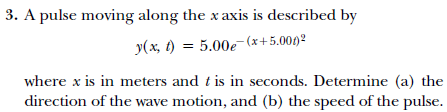 3. A pulse moving along the x axis is described by
y(x, t) = 5.00e^{-(x+5.00t)^2}
where x is in meters and t is in seconds. Determine (a) the
direction of the wave motion, and (b) the speed of the pulse.